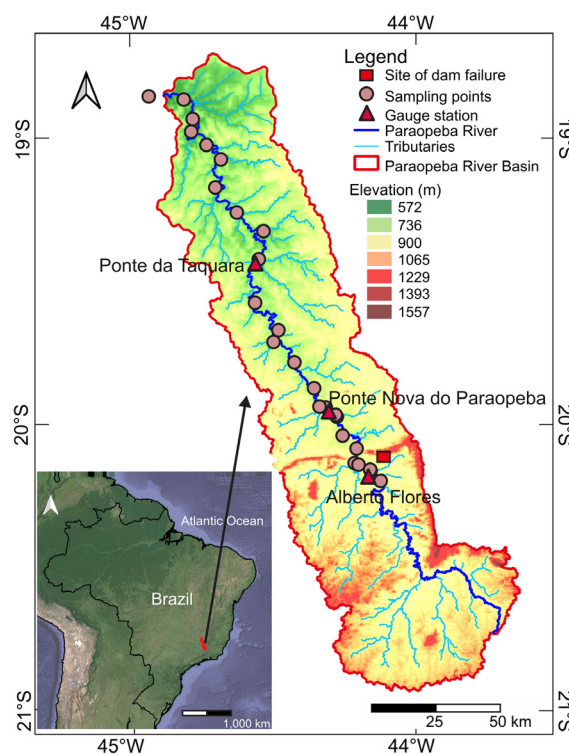 45°W
44°W
Legend
Site of dam failure
Sampling points
Gauge station
Paraopeba River
Tributaries
Paraopeba River Basin
Elevation (m)
572
736
900
1065
1229
1393
1557
19°S
19°S
Ponte da Taquara
Ponte Nova do Paraopeba
20°S
20°S
Alberto Flores
Atlantic Ocean
Brazil
1,000 km
21°S
21°S
25
50 km
45°W
44°W